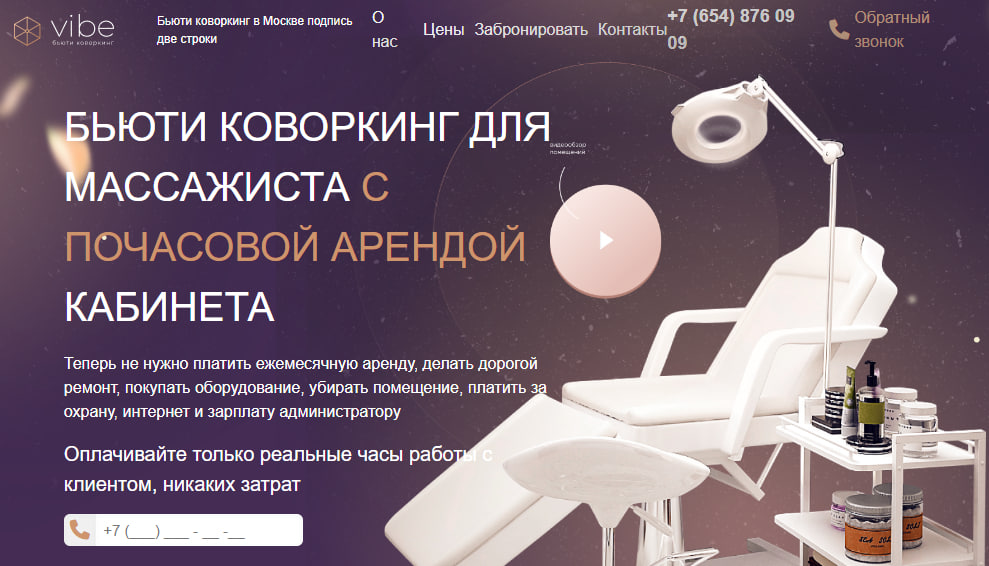 vibe
бьюти коворкинг
Бьюти коворкинг в Москве подпись
две строки
О
нас
Цены
Забронировать
Контакты
+7 (654) 876 09
09
Обратный
звонок
БЬЮТИ КОВОРКИНГ ДЛЯ
МАССАЖИСТА С
ПОЧАСОВОЙ АРЕНДОЙ
КАБИНЕТА
видеообзор
помещения
Теперь не нужно платить ежемесячную аренду, делать дорогой
ремонт, покупать оборудование, убирать помещение, платить за
охрану, интернет и зарплату администратору
Оплачивайте только реальные часы работы с
клиентом, никаких затрат
+7 (___) ___ - __ -__